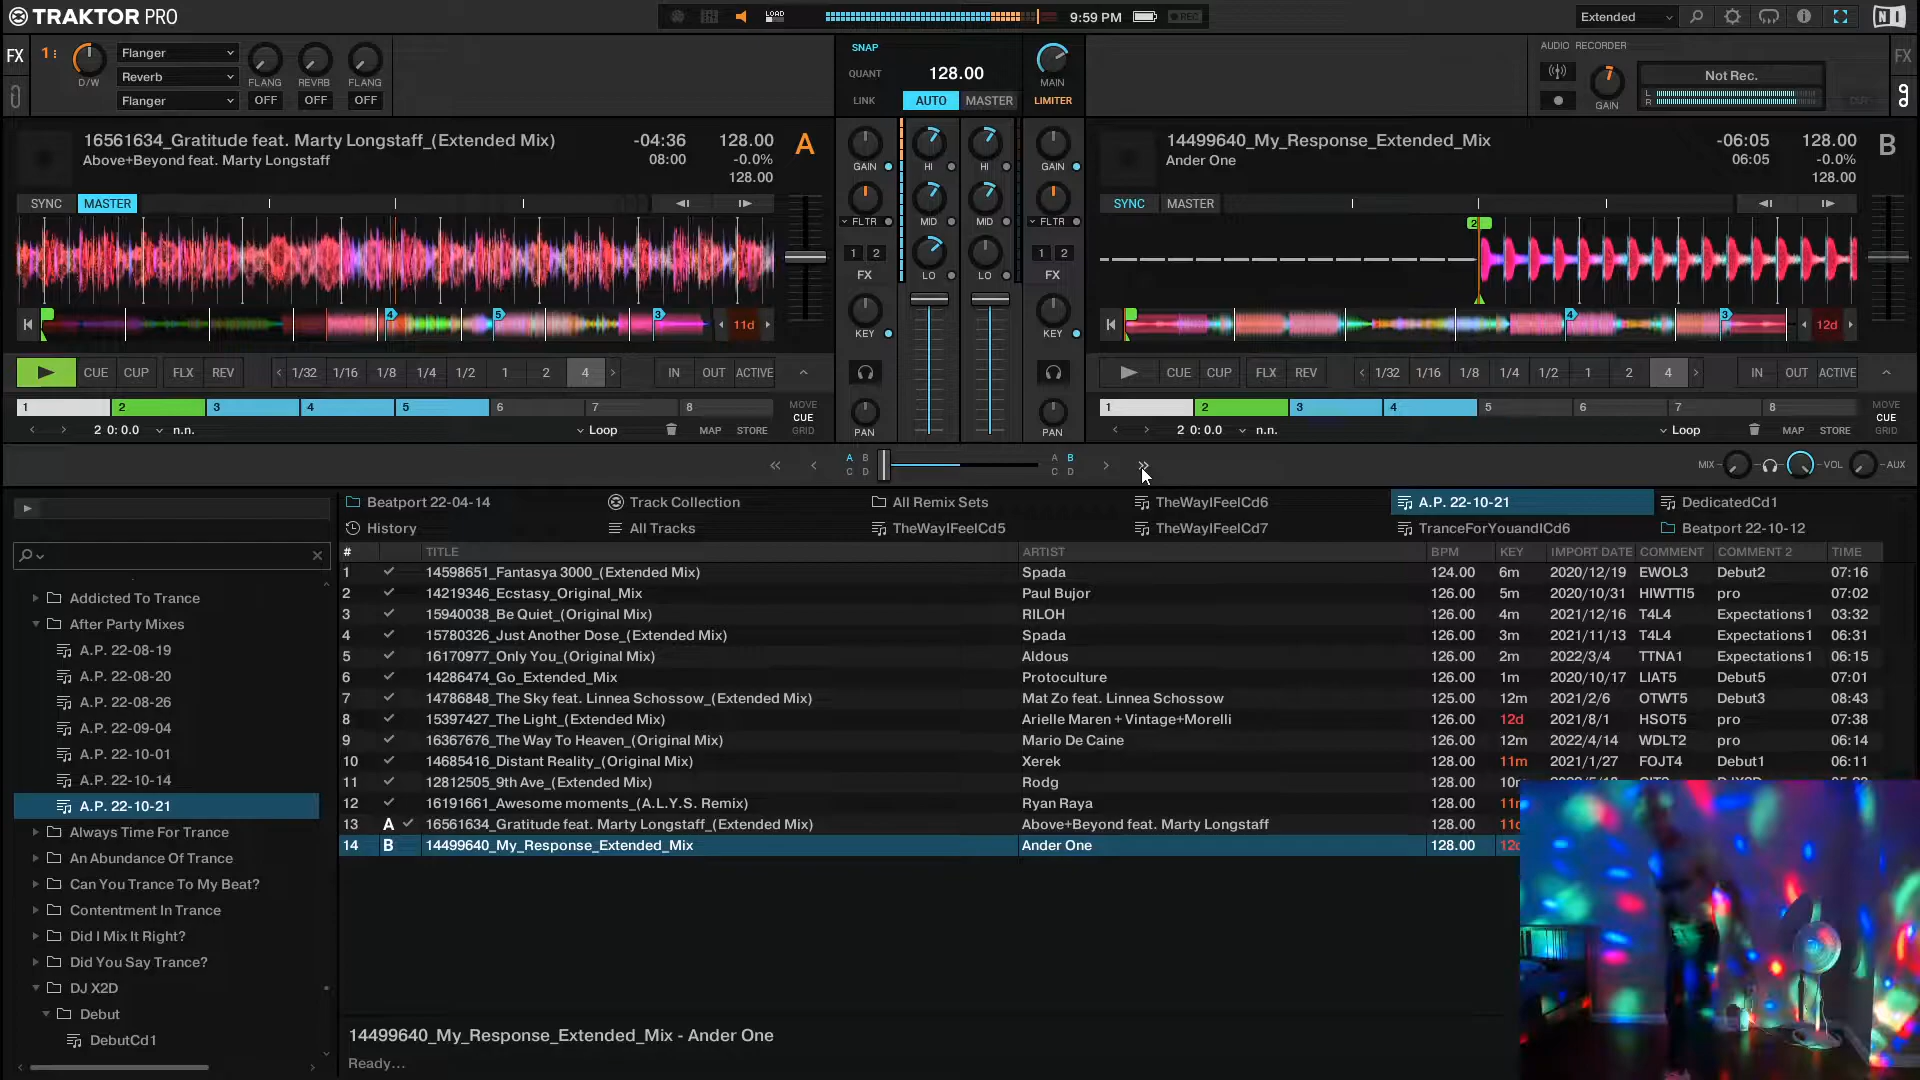 TRAKTOR PRO
LOAD
9:59 PM
REC
Extended
FX
1
D/W
Flanger
Reverb
Flanger
FLANG
REVRB
FLANG
OFF
OFF
OFF
SNAP
QUANT
LINK
128.00
AUTO
MASTER
MAIN
LIMITER
AUDIO RECORDER
GAIN
Not Rec.
L
R
FX
16561634_Gratitude feat. Marty Longstaff_(Extended Mix)
Above+Beyond feat. Marty Longstaff
-04:36
08:00
128.00
-0.0%
128.00
A
SYNC
MASTER
4
5
3
11d
CUE
CUP
FLX
REV
1/32
1/16
1/8
1/4
1/2
1
2
4
IN
OUT
ACTIVE
1
2
3
4
5
6
7
8
MOVE
CUE
GRID
2 0: 0.0
n.n.
Loop
MAP
STORE
GAIN
HI
HI
GAIN
FLTR
MID
MID
FLTR
1
2
FX
LO
LO
1
2
FX
KEY
KEY
PAN
PAN
14499640_My_Response_Extended_Mix
Ander One
-06:05
06:05
128.00
-0.0%
128.00
B
SYNC
MASTER
2
4
3
12d
CUE
CUP
FLX
REV
1/32
1/16
1/8
1/4
1/2
1
2
4
IN
OUT
ACTIVE
1
2
3
4
5
6
7
8
MOVE
CUE
GRID
2 0: 0.0
n.n.
Loop
MAP
STORE
A B
C D
A B
C D
MIX
VOL
AUX
Beatport 22-04-14
Track Collection
All Remix Sets
TheWayIFeelCd6
A.P. 22-10-21
DedicatedCd1
History
All Tracks
TheWayIFeelCd5
TheWayIFeelCd7
TranceForYouandICd6
Beatport 22-10-12
Addicted To Trance
After Party Mixes
A.P. 22-08-19
A.P. 22-08-20
A.P. 22-08-26
A.P. 22-09-04
A.P. 22-10-01
A.P. 22-10-14
A.P. 22-10-21
Always Time For Trance
An Abundance Of Trance
Can You Trance To My Beat?
Contentment In Trance
Did I Mix It Right?
Did You Say Trance?
DJ X2D
Debut
DebutCd1
# TITLE ARTIST BPM KEY IMPORT DATE COMMENT COMMENT 2 TIME
1 14598651_Fantasya 3000_(Extended Mix) Spada 124.00 6m 2020/12/19 EWOL3 Debut2 07:16
2 14219346_Ecstasy_Original_Mix Paul Bujor 126.00 5m 2020/10/31 HIWTTI5 pro 07:02
3 15940038_Be Quiet_(Original Mix) RILOH 126.00 4m 2021/12/16 T4L4 Expectations1 03:32
4 15780326_Just Another Dose_(Extended Mix) Spada 126.00 3m 2021/11/13 T4L4 Expectations1 06:31
5 16170977_Only You_(Original Mix) Aldous 126.00 2m 2022/3/4 TTNA1 Expectations1 06:15
6 14286474_Go_Extended_Mix Protoculture 126.00 1m 2020/10/17 LIAT5 Debut5 07:01
7 14786848_The Sky feat. Linnea Schossow_(Extended Mix) Mat Zo feat. Linnea Schossow 125.00 12m 2021/2/6 OTWT5 Debut3 08:43
8 15397427_The Light_(Extended Mix) Arielle Maren + Vintage+Morelli 126.00 12d 2021/8/1 HSOT5 pro 07:38
9 16367676_The Way To Heaven_(Original Mix) Mario De Caine 126.00 12m 2022/4/14 WDLT2 pro 06:14
10 14685416_Distant Reality_(Original Mix) Xerek 128.00 11m 2021/1/27 FOJT4 Debut1 06:11
11 12812505_9th Ave_(Extended Mix) Rodg 128.00
12 16191661_Awesome moments_(A.L.Y.S. Remix) Ryan Raya 128.00
13 A 16561634_Gratitude feat. Marty Longstaff_(Extended Mix) Above+Beyond feat. Marty Longstaff 128.00
14 B 14499640_My_Response_Extended_Mix Ander One 128.00
14499640_My_Response_Extended_Mix - Ander One
Ready...